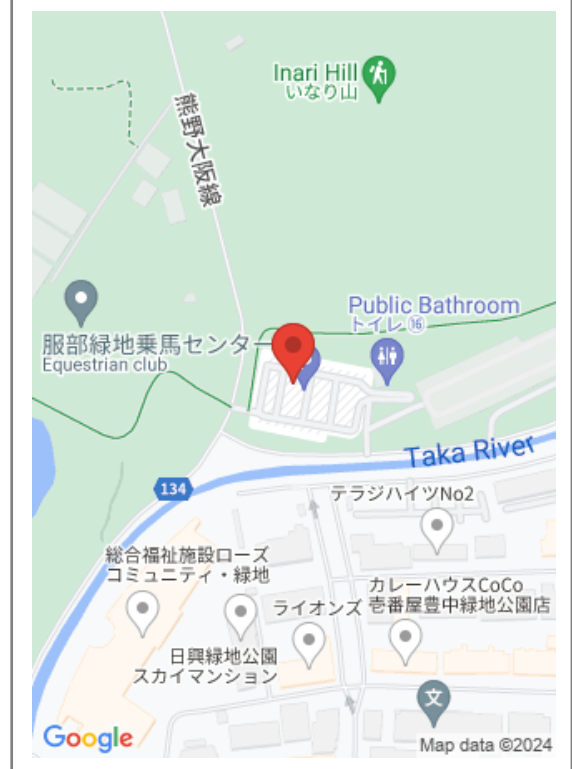 Inari Hill
いなり山
熊野大阪線
Public Bathroom
トイレ⑯
服部緑地乗馬センター
Equestrian club
Taka River
134
テラジハイツNo2
総合福祉施設ローズ
コミュニティ・緑地
カレーハウスCoCo
壱番屋豊中緑地公園店
ライオンズ
日興緑地公園
スカイマンション
文
Google
Map data ©2024